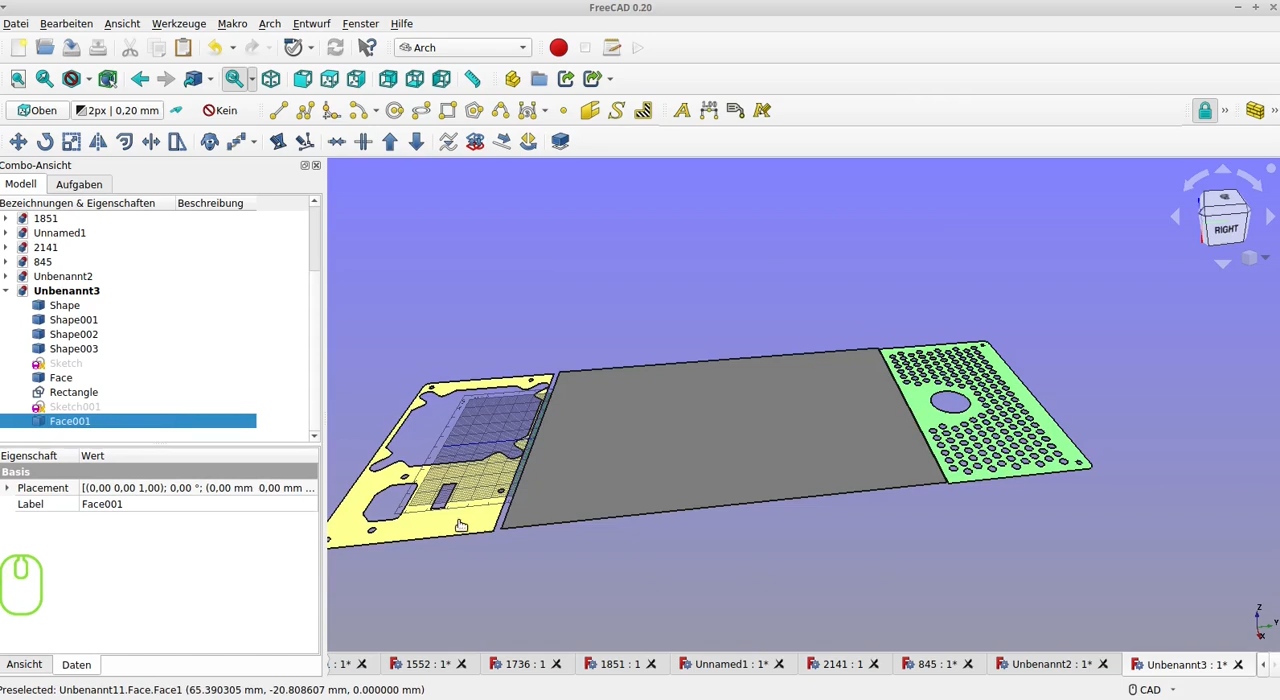 FreeCAD 0.20
Datei Bearbeiten Ansicht Werkzeuge Makro Arch Entwurf Fenster Hilfe
Arch
Oben 2px | 0,20 mm Kein
Combo-Ansicht
Modell Aufgaben
Bezeichnungen & Eigenschaften Beschreibung
1851
Unnamed1
2141
845
Unbenannt2
Unbenannt3
Shape
Shape001
Shape002
Shape003
Sketch
Face
Rectangle
Sketch001
Face001
Eigenschaft Wert
Basis
Placement [(0,00 0,00 1,00); 0,00 °; (0,00 mm 0,00 mm ...
Label Face001
RIGHT
Z
Y
X
Ansicht Daten
: 1* 1552 : 1* 1736 : 1 1851 : 1 Unnamed1 : 1* 2141 : 1 845 : 1* Unbenannt2 : 1* Unbenannt3 : 1*
Preselected: Unbenannt11.Face.Face1 (65.390305 mm, -20.808607 mm, 0.000000 mm) CAD